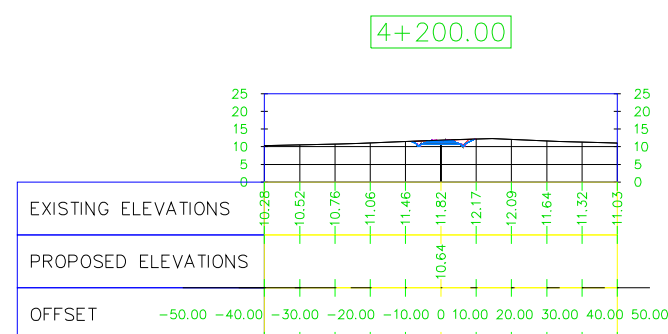 4+200.00
25 25
20 20
15 15
10 10
5 5
0 0
EXISTING ELEVATIONS 10.28 10.52 10.76 11.06 11.46 11.82 12.17 12.09 11.64 11.32 11.03
PROPOSED ELEVATIONS 10.64
OFFSET -50.00 -40.00 -30.00 -20.00 -10.00 0 10.00 20.00 30.00 40.00 50.00